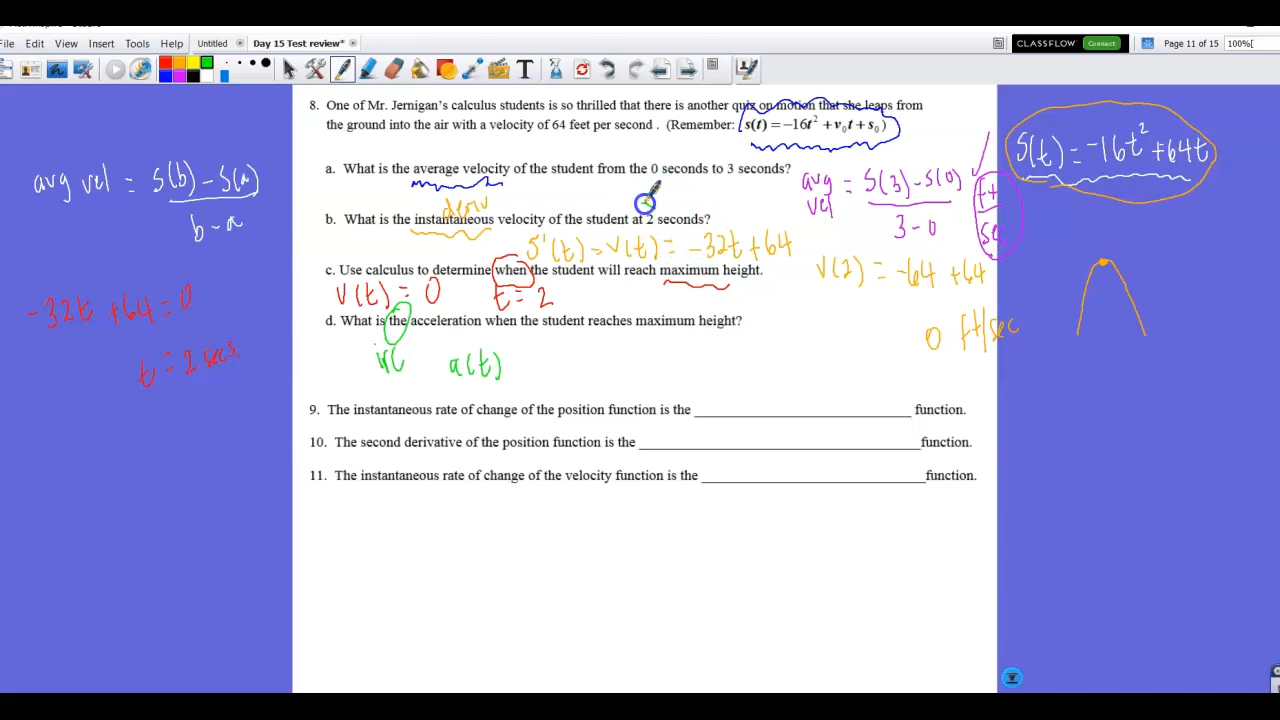 File Edit View Insert Tools Help Untitled Day 15 Test review* CLASSFLOW Connect Page 11 of 15 100%[
8. One of Mr. Jernigan's calculus students is so thrilled that there is another quiz on motion that she leaps from
the ground into the air with a velocity of 64 feet per second . (Remember: s(t) = −16t² + v₀t + s₀)
S(t) = -16t² + 64t
a. What is the average velocity of the student from the 0 seconds to 3 seconds?
avg vel = S(b) - S(a)
b - a
avg vel = S(3) - S(0)
3 - 0
ft
sec
deriv
b. What is the instantaneous velocity of the student at 2 seconds?
S'(t) = v(t) = -32t + 64
v(2) = -64 + 64
0 ft/sec
c. Use calculus to determine when the student will reach maximum height.
v(t) = 0 t = 2
-32t + 64 = 0
t = 2 secs.
d. What is the acceleration when the student reaches maximum height?
a(t)
9. The instantaneous rate of change of the position function is the ____ function.
10. The second derivative of the position function is the ____ function.
11. The instantaneous rate of change of the velocity function is the ____ function.